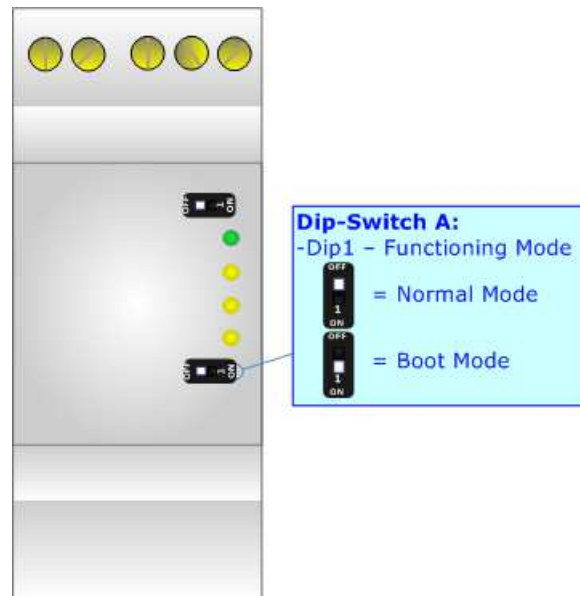 OFF 1 ON
Dip-Switch A:
-Dip1 – Functioning Mode
OFF
= Normal Mode
1
ON
OFF
= Boot Mode
1
ON
OFF 1 ON